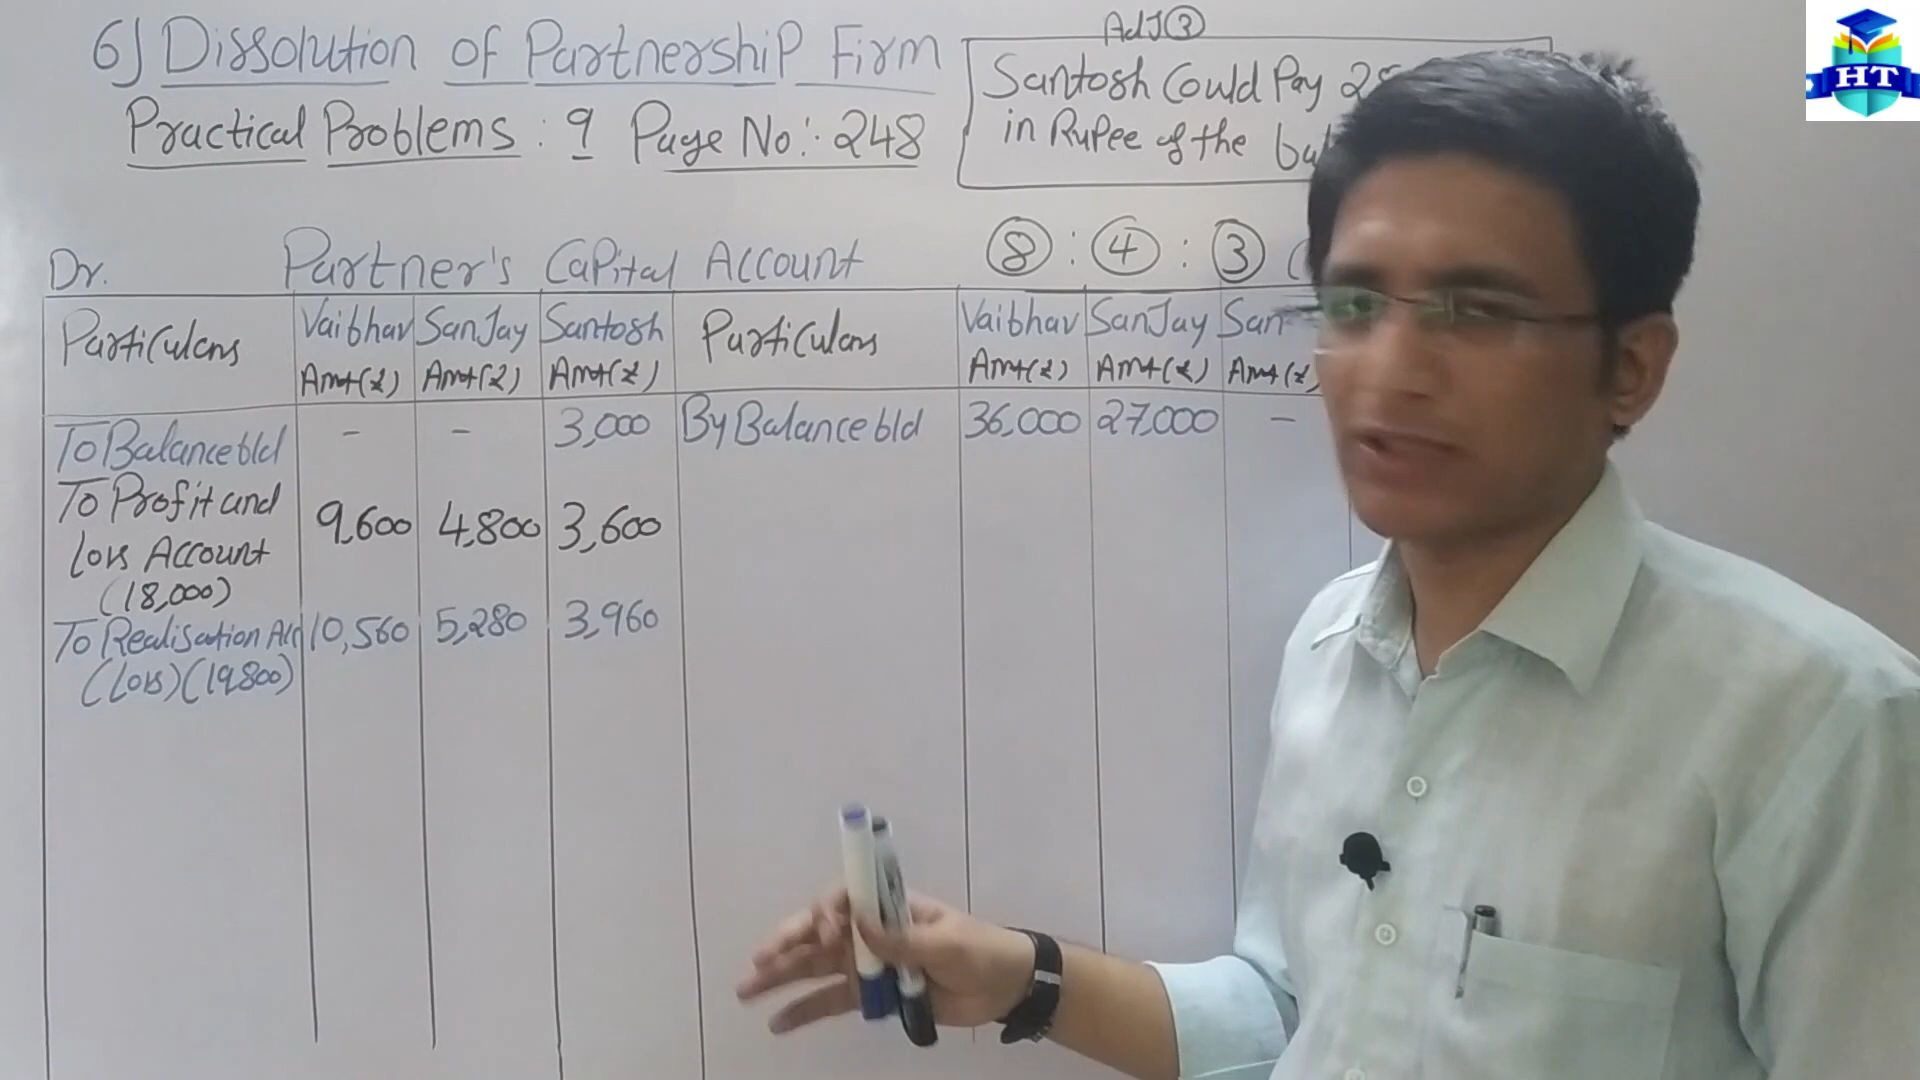 6) Dissolution of Partnership Firm
Practical Problems : 9 Page No:- 248
Adj ③
Santosh Could Pay
in Rupee of the
8 : 4 : 3
Dr. Partner's Capital Account
Particulars Vaibhav Sanjay Santosh Particulars Vaibhav Sanjay San
Amt(₹) Amt(₹) Amt(₹) Amt(₹) Amt(₹) Amt(₹)
To Balance b/d - - 3,000 By Balance b/d 36,000 27,000 -
To Profit and
Loss Account 9,600 4,800 3,600
(18,000)
To Realisation A/c 10,560 5,280 3,960
(Loss)(19,800)
HT